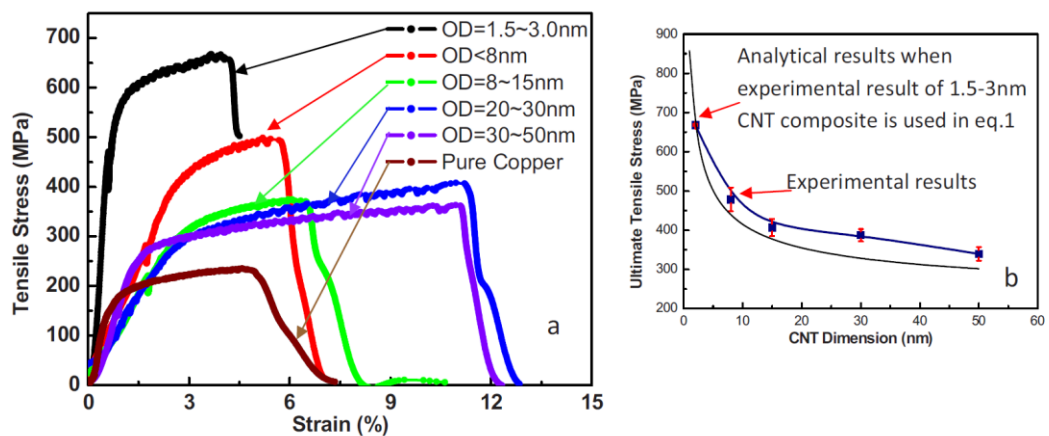 OD=1.5~3.0nm
OD<8nm
OD=8~15nm
OD=20~30nm
OD=30~50nm
Pure Copper
700
600
500
400
300
200
100
0
Tensile Stress (MPa)
a
0 3 6 9 12 15
Strain (%)
900
800
700
600
500
400
300
200
Ultimate Tensile Stress (MPa)
Analytical results when
experimental result of 1.5-3nm
CNT composite is used in eq.1
Experimental results
b
0 10 20 30 40 50 60
CNT Dimension (nm)